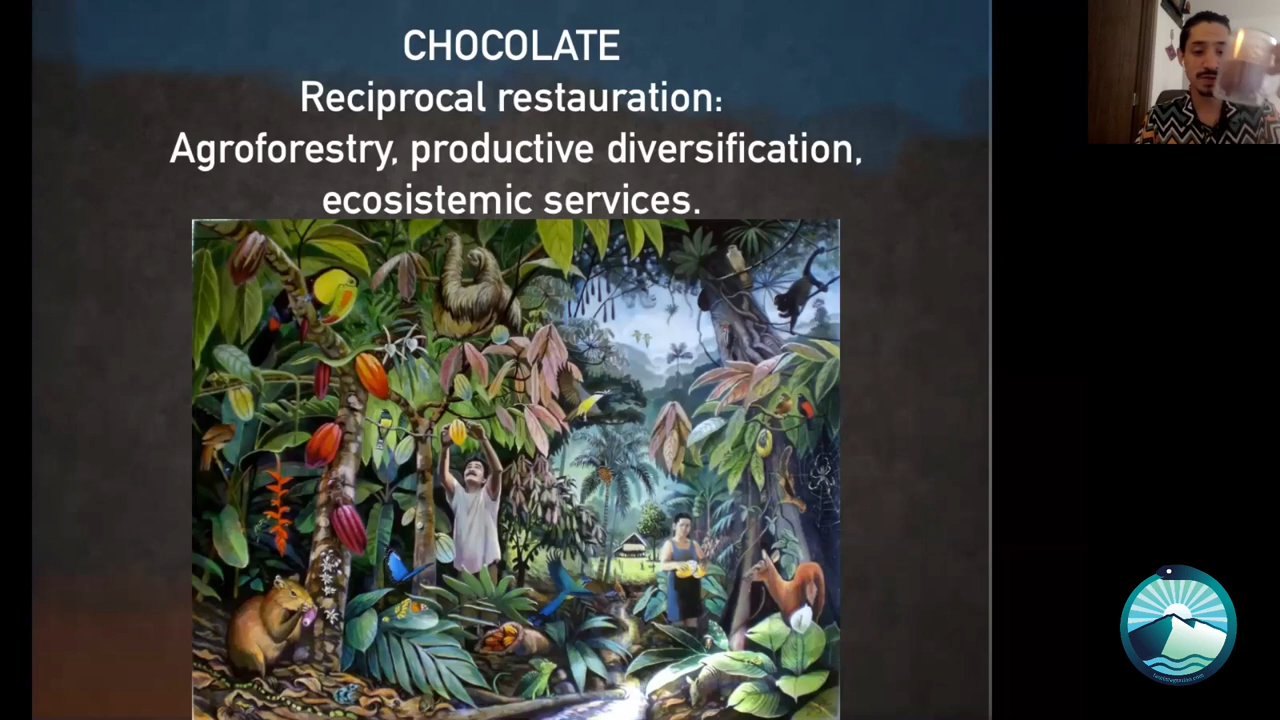 CHOCOLATE
Reciprocal restauration:
Agroforestry, productive diversification,
ecosistemic services.